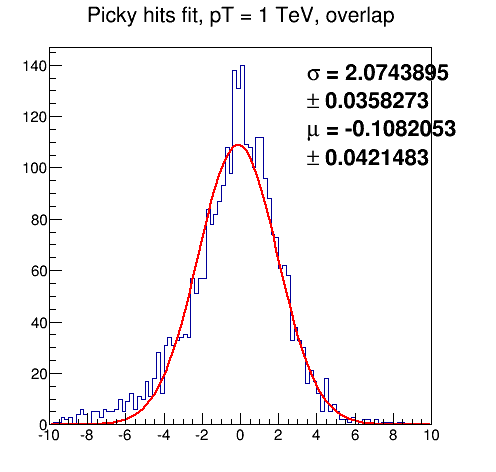 Picky hits fit, pT = 1 TeV, overlap
σ = 2.0743895
± 0.0358273
μ = -0.1082053
± 0.0421483
140
120
100
80
60
40
20
0
-10 -8 -6 -4 -2 0 2 4 6 8 10